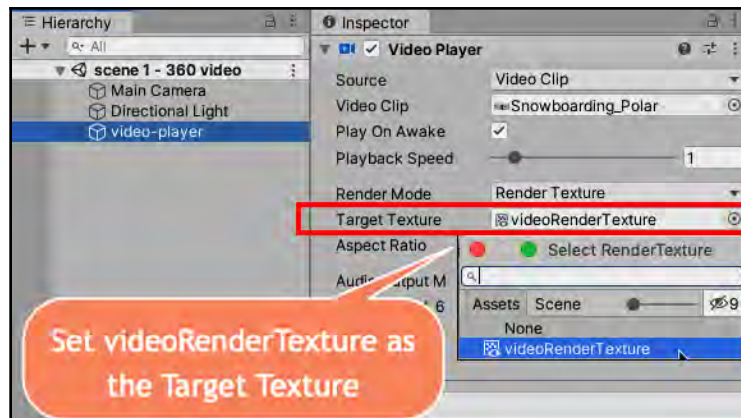 Hierarchy
All
scene 1 - 360 video
Main Camera
Directional Light
video-player
Inspector
Video Player
Source Video Clip
Video Clip Snowboarding_Polar
Play On Awake
Playback Speed 1
Render Mode Render Texture
Target Texture videoRenderTexture
Aspect Ratio
Select RenderTexture
Assets Scene 9
None
videoRenderTexture
Set videoRenderTexture as
the Target Texture